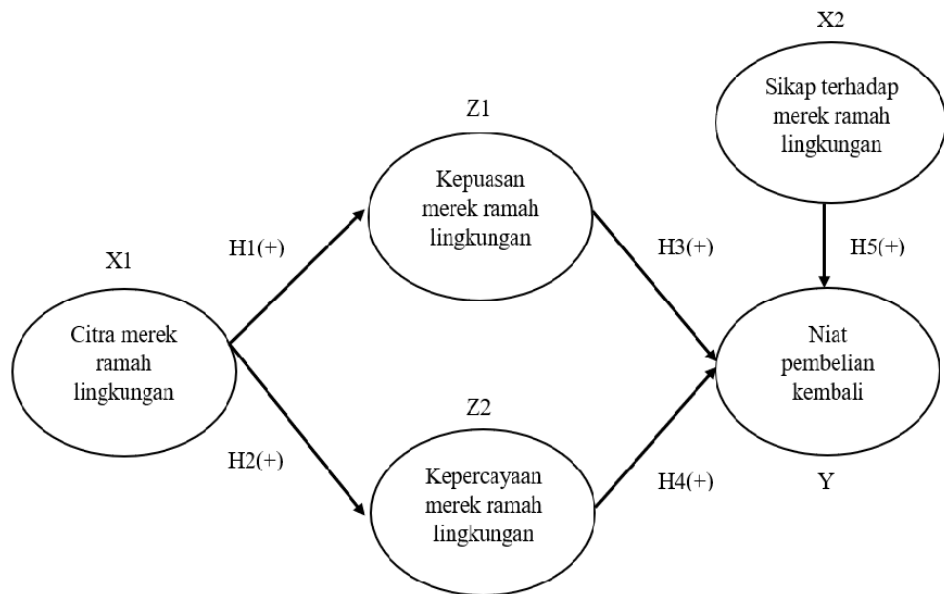 X2
Sikap terhadap
merek ramah
lingkungan
Z1
Kepuasan
merek ramah
lingkungan
H1(+)
H3(+)
H5(+)
X1
Citra merek
ramah
lingkungan
Niat
pembelian
kembali
Z2
H2(+)
H4(+)
Y
Kepercayaan
merek ramah
lingkungan